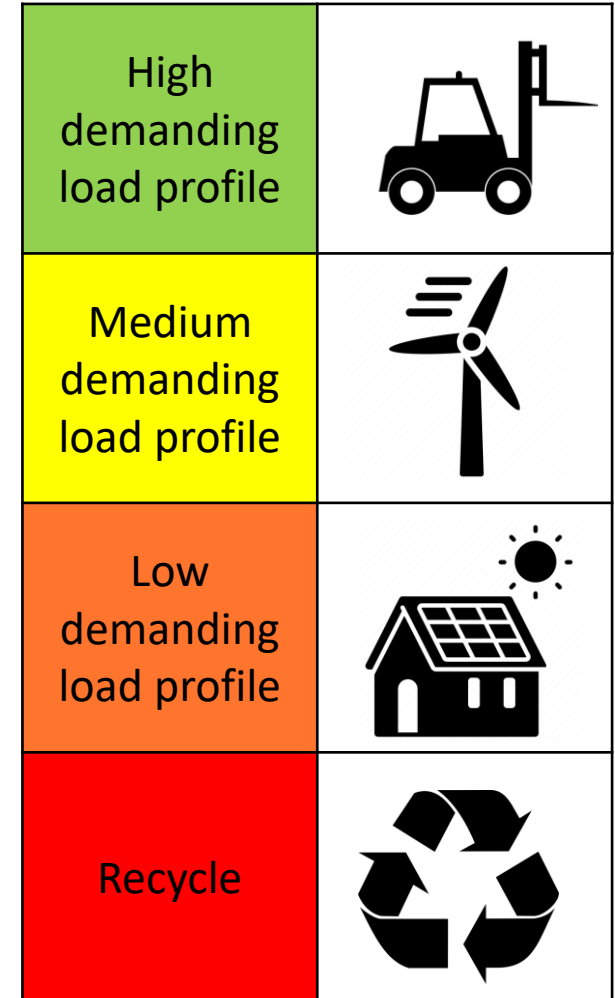 High
demanding
load profile
Medium
demanding
load profile
Low
demanding
load profile
Recycle